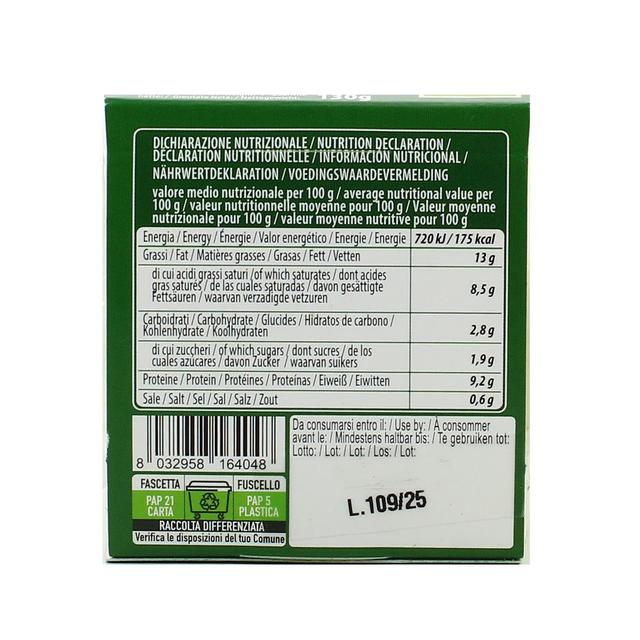 130g
DICHIARAZIONE NUTRIZIONALE / NUTRITION DECLARATION /
DÉCLARATION NUTRITIONNELLE / INFORMACIÓN NUTRICIONAL /
NÄHRWERTDEKLARATION / VOEDINGSWAARDEVERMELDING
valore medio nutrizionale per 100 g / average nutritional value per
100 g / valeur nutritionnelle moyenne pour 100 g / Valeur moyenne
nutrizionale pour 100 g / valeur moyenne nutritive pour 100 g
Energia / Energy / Énergie / Valor energético / Energie / Energie 720 kJ / 175 kcal
Grassi / Fat / Matières grasses / Grasas / Fett / Vetten 13 g
di cui acidi grassi saturi /of which saturates / dont acides
gras saturés / de las cuales saturadas / davon gesättigte
Fettsäuren / waarvan verzadigde vetzuren 8,5 g
Carboidrati / Carbohydrate / Glucides / Hidratos de carbono /
Kohlenhydrate / Koolhydraten 2,8 g
di cui zuccheri / of which sugars / dont sucres / de los
cuales azúcares / davon Zucker / waarvan suikers 1,9 g
Proteine / Protein / Protéines / Proteínas / Eiweiß / Eiwitten 9,2 g
Sale / Salt / Sel / Sal / Salz / Zout 0,6 g
8 032958 164048
Da consumarsi entro il: / Use by: / À consommer
avant le: / Mindestens haltbar bis: / Te gebruiken tot:
Lotto: / Lot: / Lot: / Los: / Lot:
L.109/25
FASCETTA FUSCELLO
PAP 21 PAP 5
CARTA PLASTICA
RACCOLTA DIFFERENZIATA
Verifica le disposizioni del tuo Comune